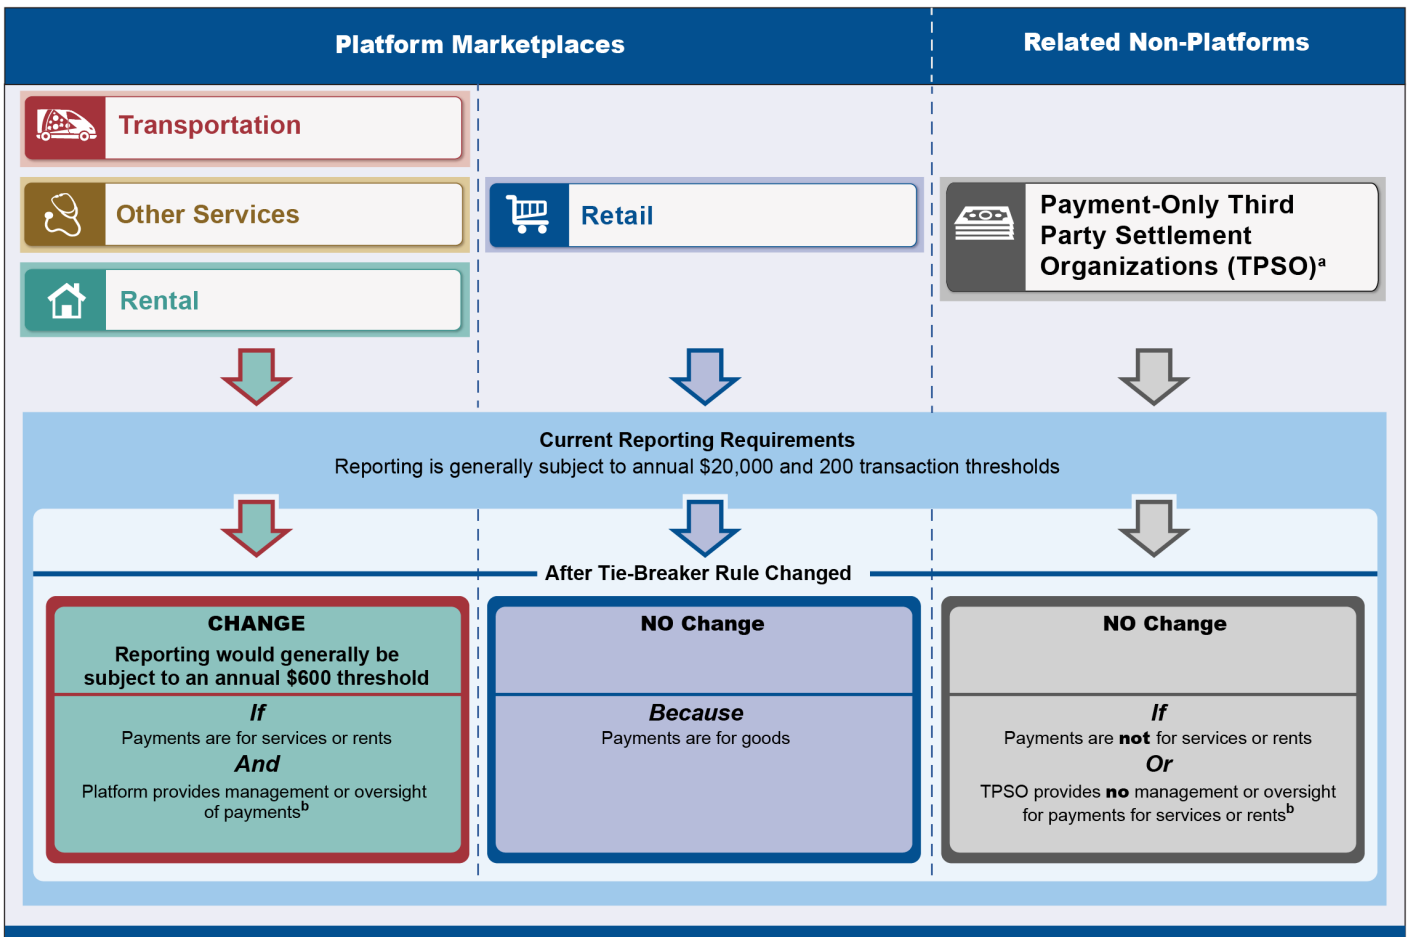 Platform Marketplaces
Related Non-Platforms
Transportation
Other Services
Rental
Retail
Payment-Only Third
Party Settlement
Organizations (TPSO)a
Current Reporting Requirements
Reporting is generally subject to annual $20,000 and 200 transaction thresholds
After Tie-Breaker Rule Changed
CHANGE
Reporting would generally be
subject to an annual $600 threshold
If
Payments are for services or rents
And
Platform provides management or oversight
of paymentsb
NO Change
Because
Payments are for goods
NO Change
If
Payments are not for services or rents
Or
TPSO provides no management or oversight
for payments for services or rentsb